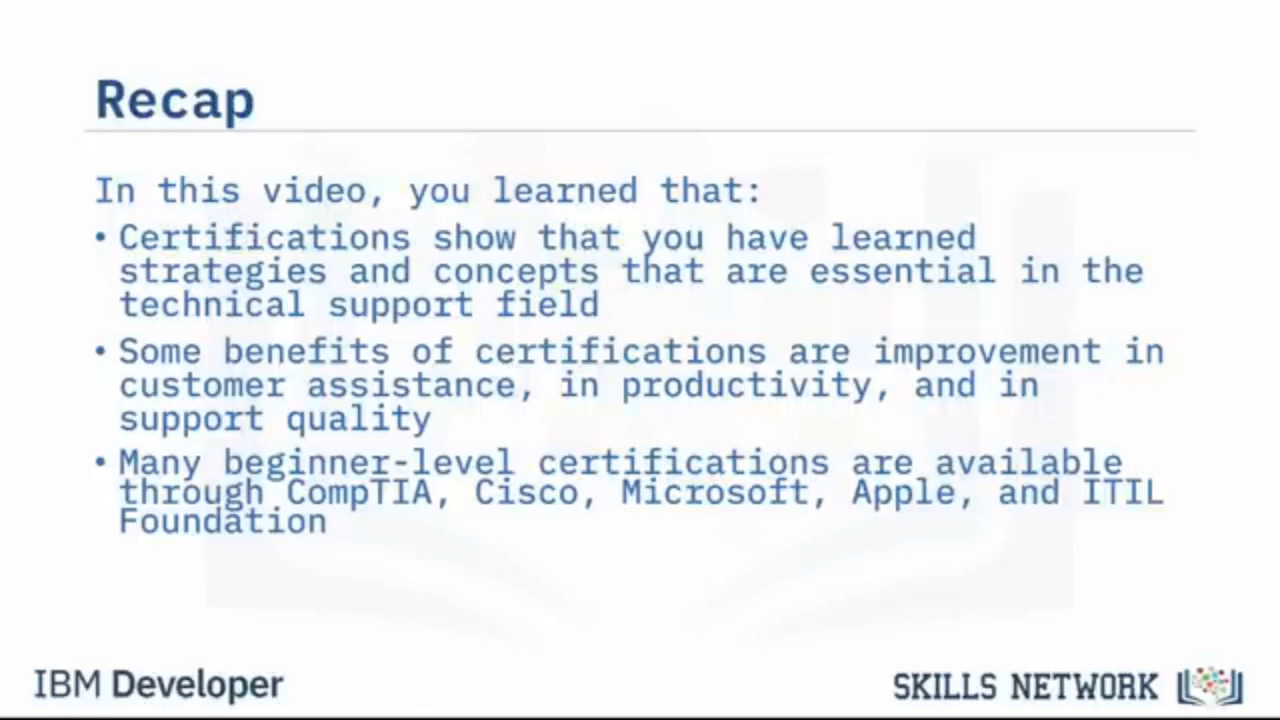 Recap
In this video, you learned that:
• Certifications show that you have learned
strategies and concepts that are essential in the
technical support field
• Some benefits of certifications are improvement in
customer assistance, in productivity, and in
support quality
• Many beginner-level certifications are available
through CompTIA, Cisco, Microsoft, Apple, and ITIL
Foundation
IBM Developer
SKILLS NETWORK